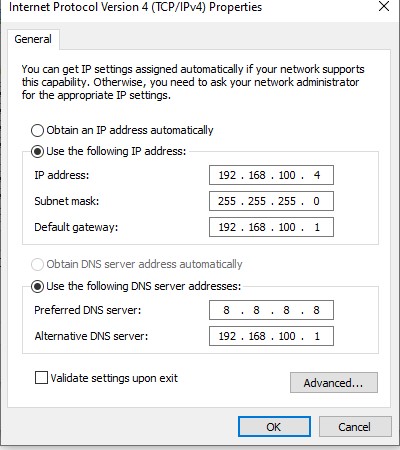 Internet Protocol Version 4 (TCP/IPv4) Properties
General
You can get IP settings assigned automatically if your network supports
this capability. Otherwise, you need to ask your network administrator
for the appropriate IP settings.
Obtain an IP address automatically
Use the following IP address:
IP address: 192 . 168 . 100 . 4
Subnet mask: 255 . 255 . 255 . 0
Default gateway: 192 . 168 . 100 . 1
Obtain DNS server address automatically
Use the following DNS server addresses:
Preferred DNS server: 8 . 8 . 8 . 8
Alternative DNS server: 192 . 168 . 100 . 1
Validate settings upon exit
Advanced...
OK Cancel